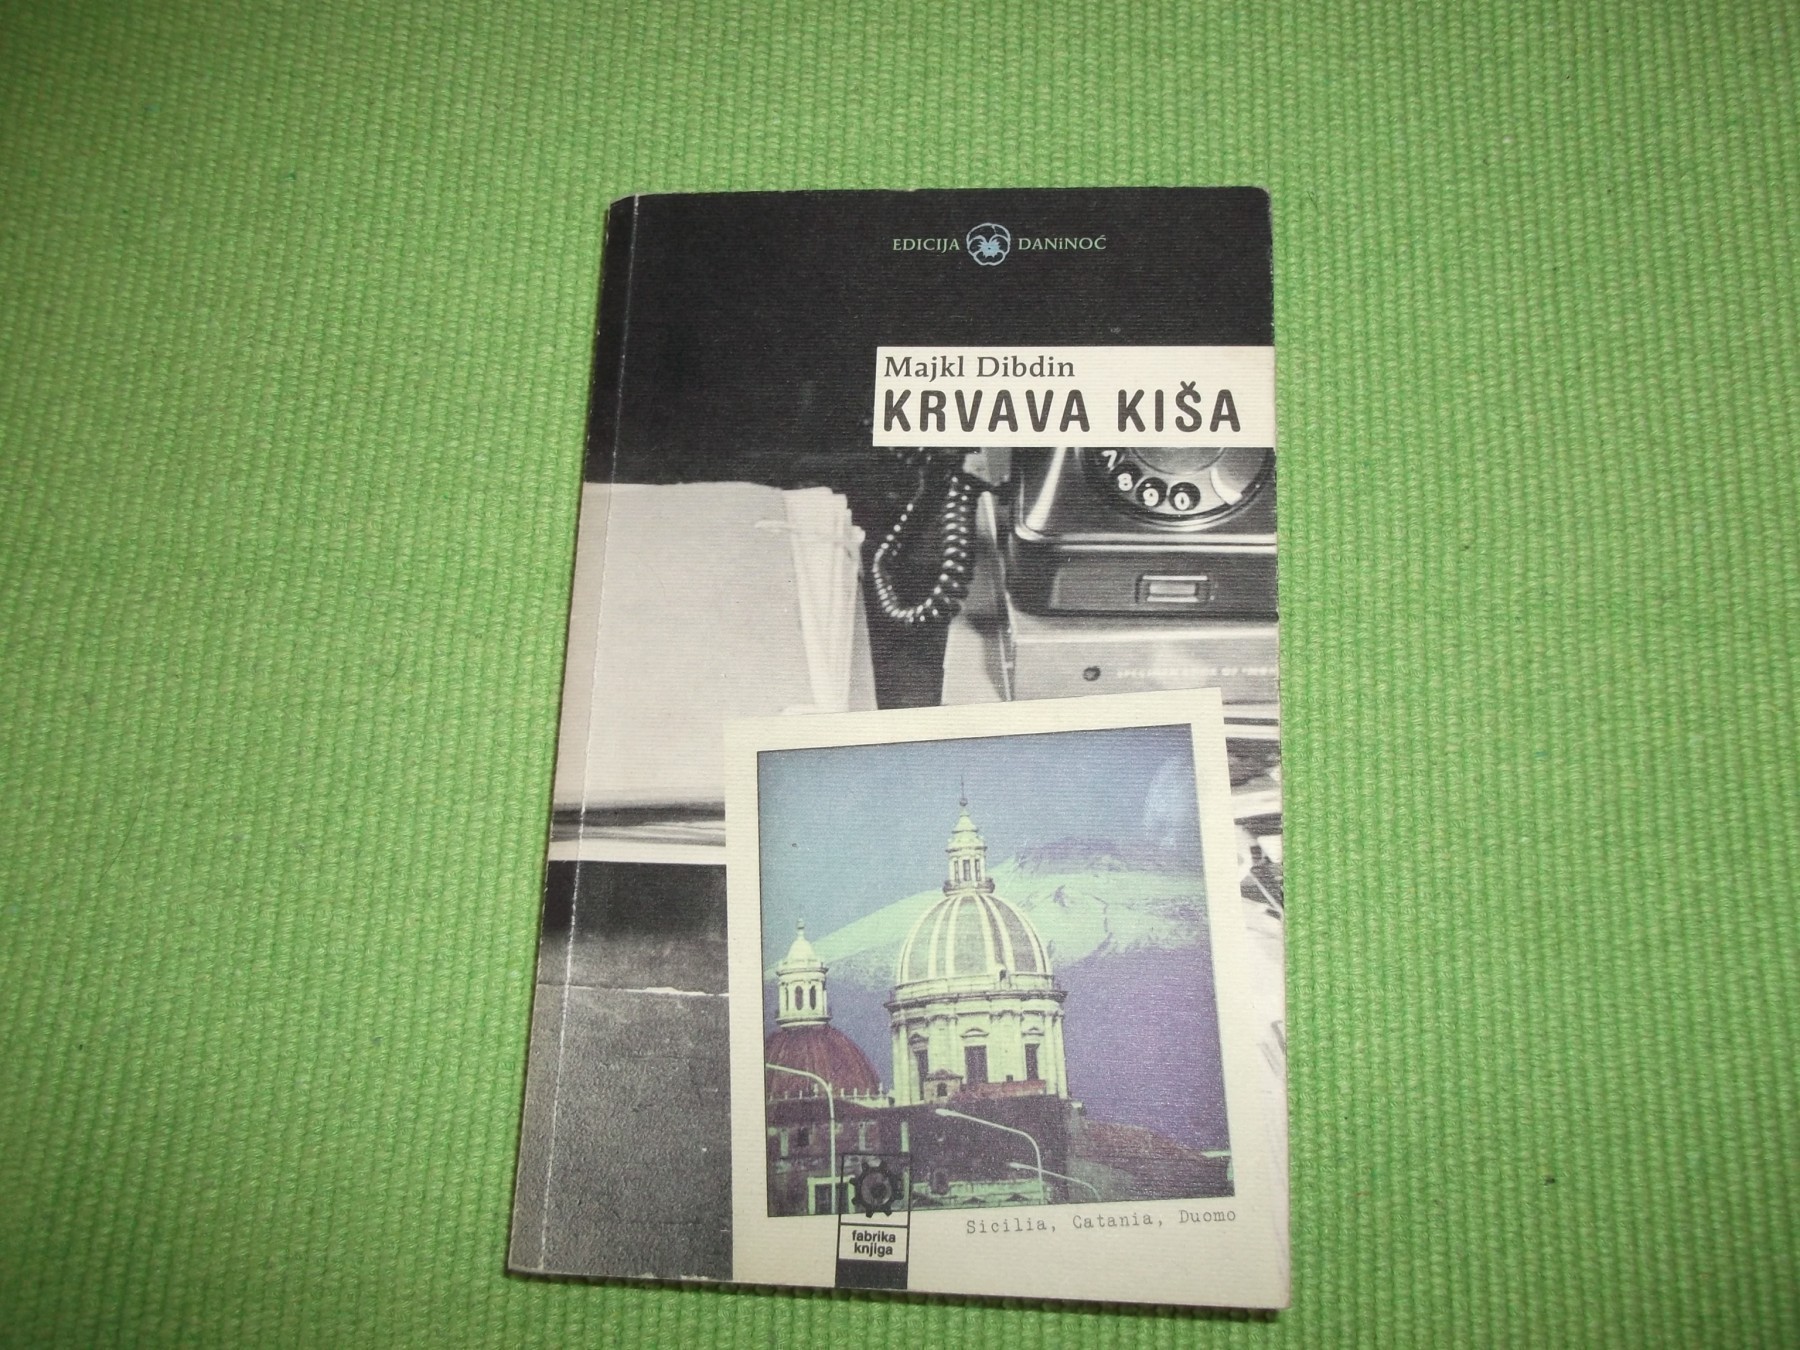 EDICIJA DANiNOĆ
Majkl Dibdin
KRVAVA KIŠA
7 8 9 0
Sicilia, Catania, Duomo
fabrika
knjiga